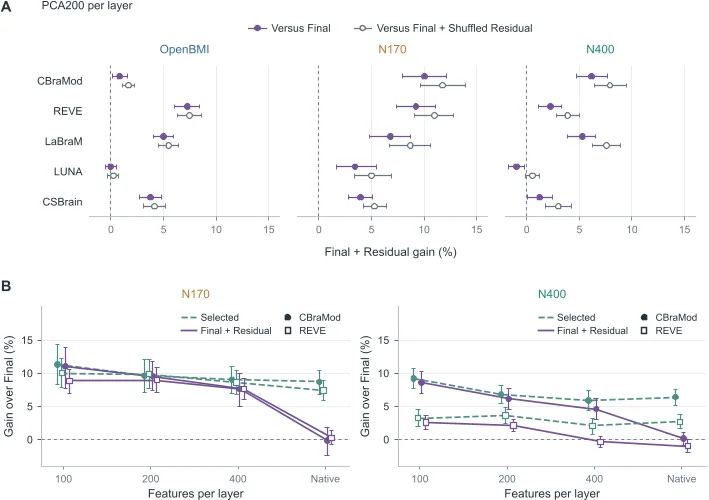 A
PCA200 per layer
Versus Final
Versus Final + Shuffled Residual
OpenBMI
N170
N400
CBraMod
REVE
LaBraM
LUNA
CSBrain
0 5 10 15
0 5 10 15
0 5 10 15
Final + Residual gain (%)
B
N170
Selected
CBraMod
Final + Residual
REVE
Gain over Final (%)
15
10
5
0
100 200 400 Native
Features per layer
N400
Selected
CBraMod
Final + Residual
REVE
Gain over Final (%)
15
10
5
0
100 200 400 Native
Features per layer